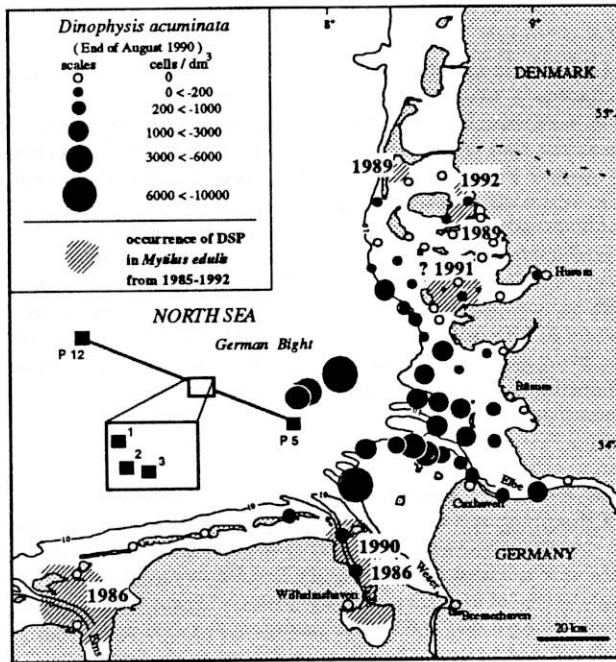 Dinophysis acuminata
( End of August 1990 )
scales cells / dm³
0
0 < -200
200 < -1000
1000 < -3000
3000 < -6000
6000 < -10000
occurrence of DSP
in Mytilus edulis
from 1985-1992
8°
9°
DENMARK
55°
1989
1992
1989
? 1991
Husum
NORTH SEA
German Bight
P 12
P 5
1
2
3
Büsum
54°
Elbe
Cuxhaven
10
10
10
1990
1986
1986
Weser
GERMANY
Wilhelmshaven
Bremerhaven
Ems
20 km